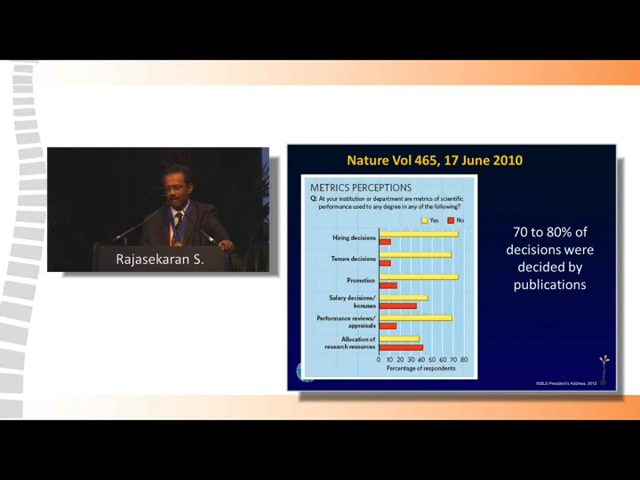 Rajasekaran S.
Nature Vol 465, 17 June 2010
METRICS PERCEPTIONS
Q: At your institution or department are metrics of scientific
performance used to any degree in any of the following?
Yes No
Hiring decisions
Tenure decisions
Promotion
Salary decisions/
bonuses
Performance reviews/
appraisals
Allocation of
research resources
0 10 20 30 40 50 60 70 80
Percentage of respondents
70 to 80% of
decisions were
decided by
publications
ISSLS President's Address, 2012